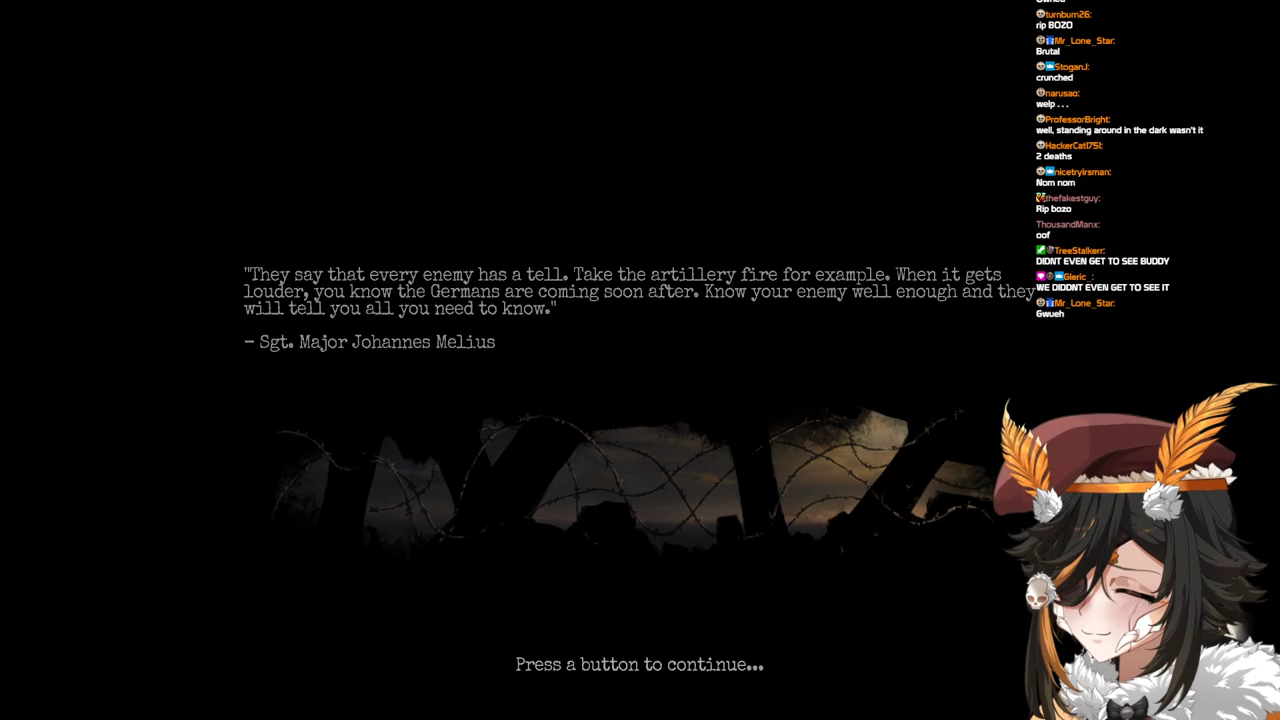 "They say that every enemy has a tell. Take the artillery fire for example. When it gets
louder, you know the Germans are coming soon after. Know your enemy well enough and they
will tell you all you need to know."
- Sgt. Major Johannes Melius
Press a button to continue...
turnburn26:
rip BOZO
Mr_Lone_Star:
Brutal
StoganJ:
crunched
narusao:
welp . . .
ProfessorBright:
well, standing around in the dark wasn't it
HackerCat1751:
2 deaths
nicetryirsman:
Nom nom
thefakestguy:
Rip bozo
ThousandManx:
oof
TreeStalkerr:
DIDNT EVEN GET TO SEE BUDDY
Gleric_:
WE DIDDNT EVEN GET TO SEE IT
Mr_Lone_Star:
Gwueh